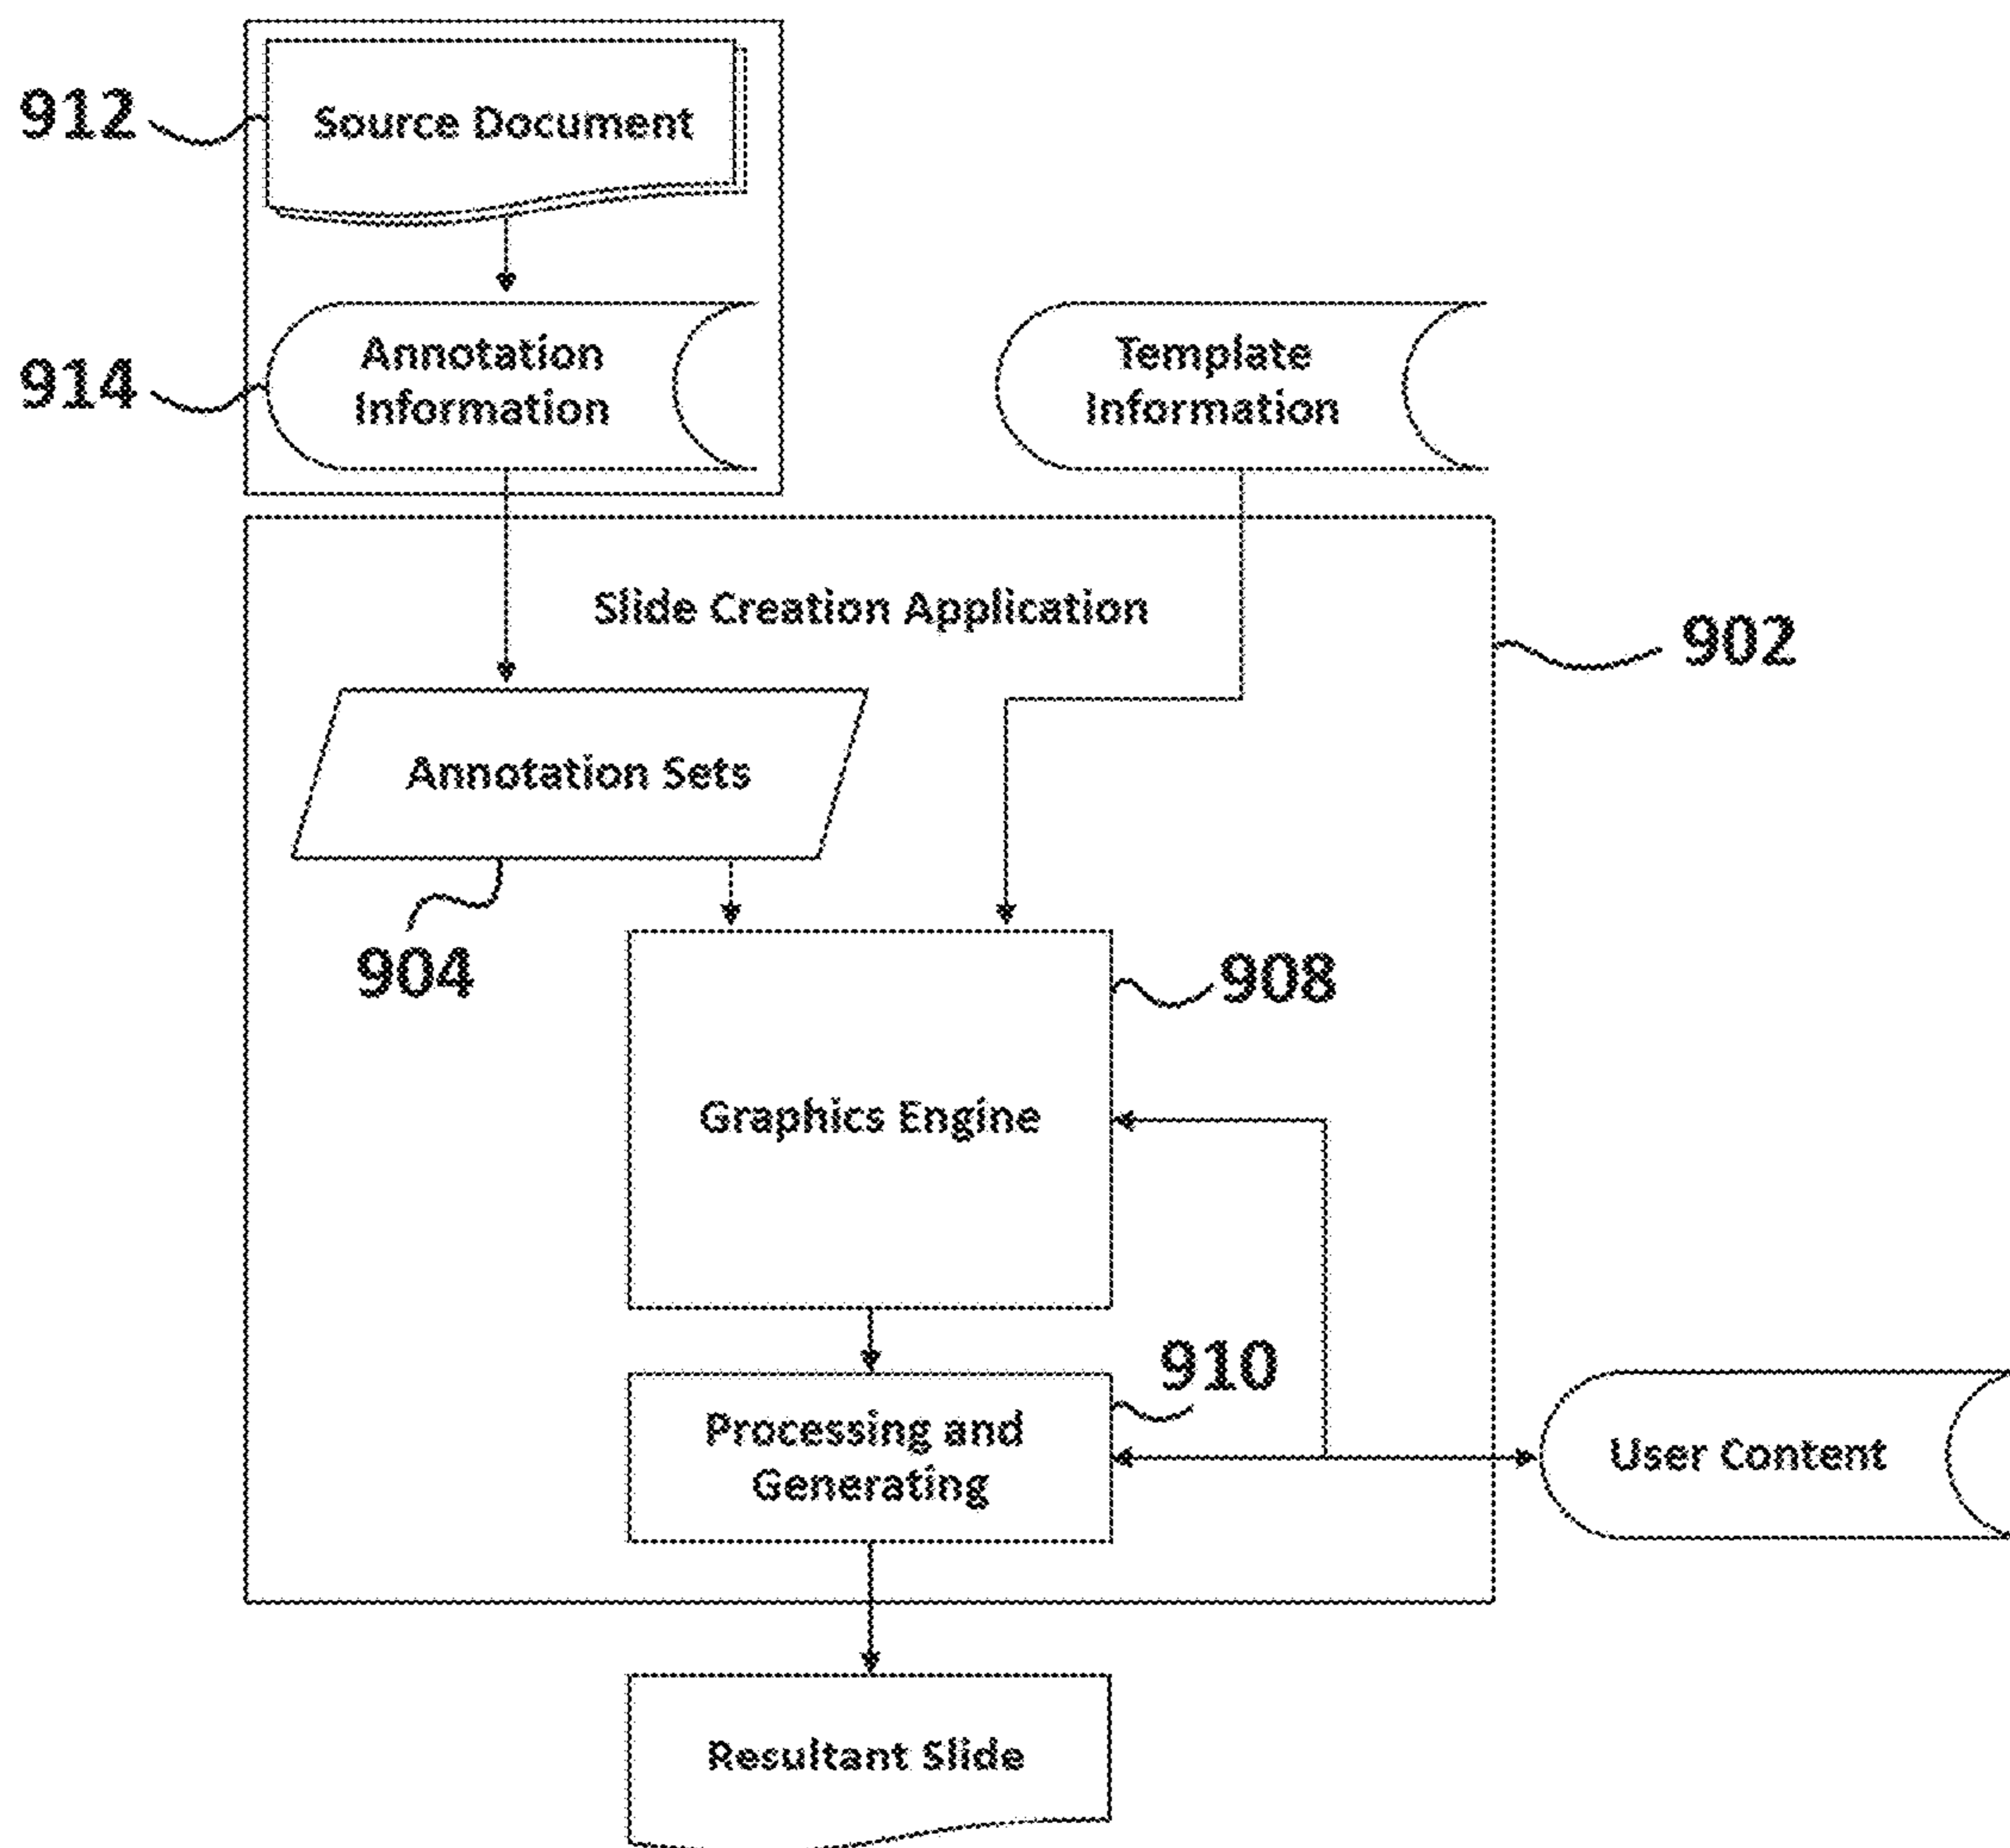 912
Source Document
914
Annotation
Information
Template
Information
Slide Creation Application
902
Annotation Sets
904
908
Graphics Engine
910
Processing and
Generating
User Content
Resultant Slide